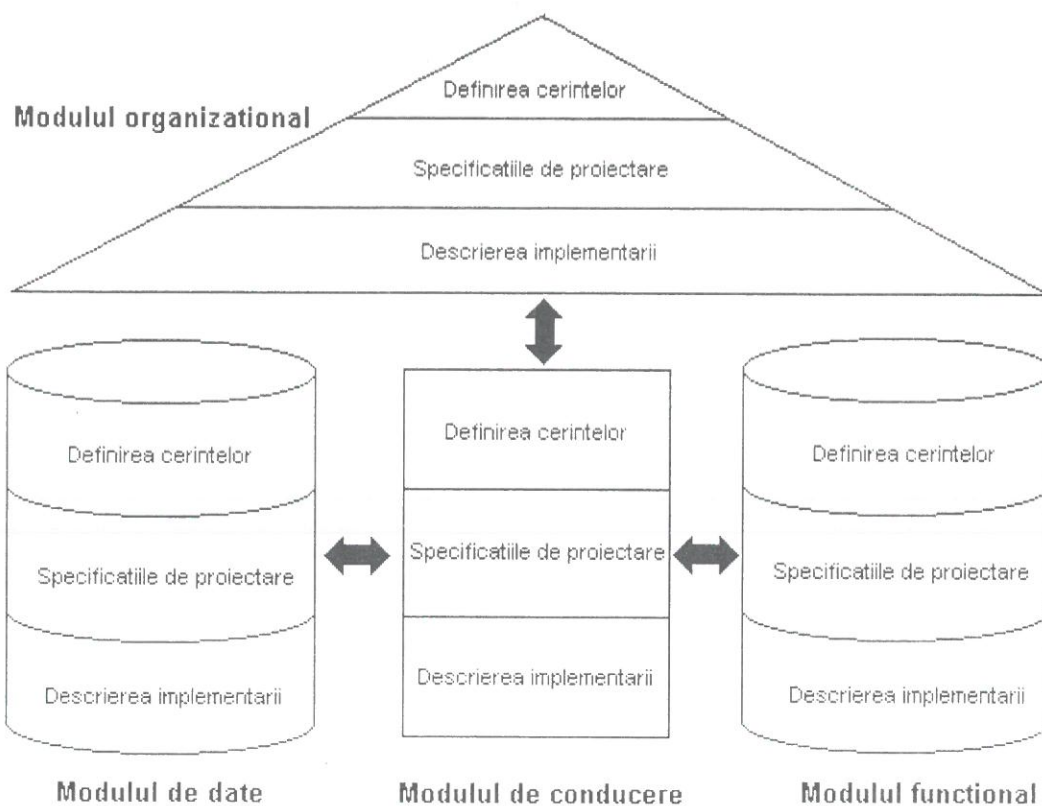 Definirea cerintelor
Modulul organizational
Specificatiile de proiectare
Descrierea implementarii
Definirea cerintelor
Specificatiile de proiectare
Descrierea implementarii
Modulul de date
Definirea cerintelor
Specificatiile de proiectare
Descrierea implementarii
Modulul de conducere
Definirea cerintelor
Specificatiile de proiectare
Descrierea implementarii
Modulul functional